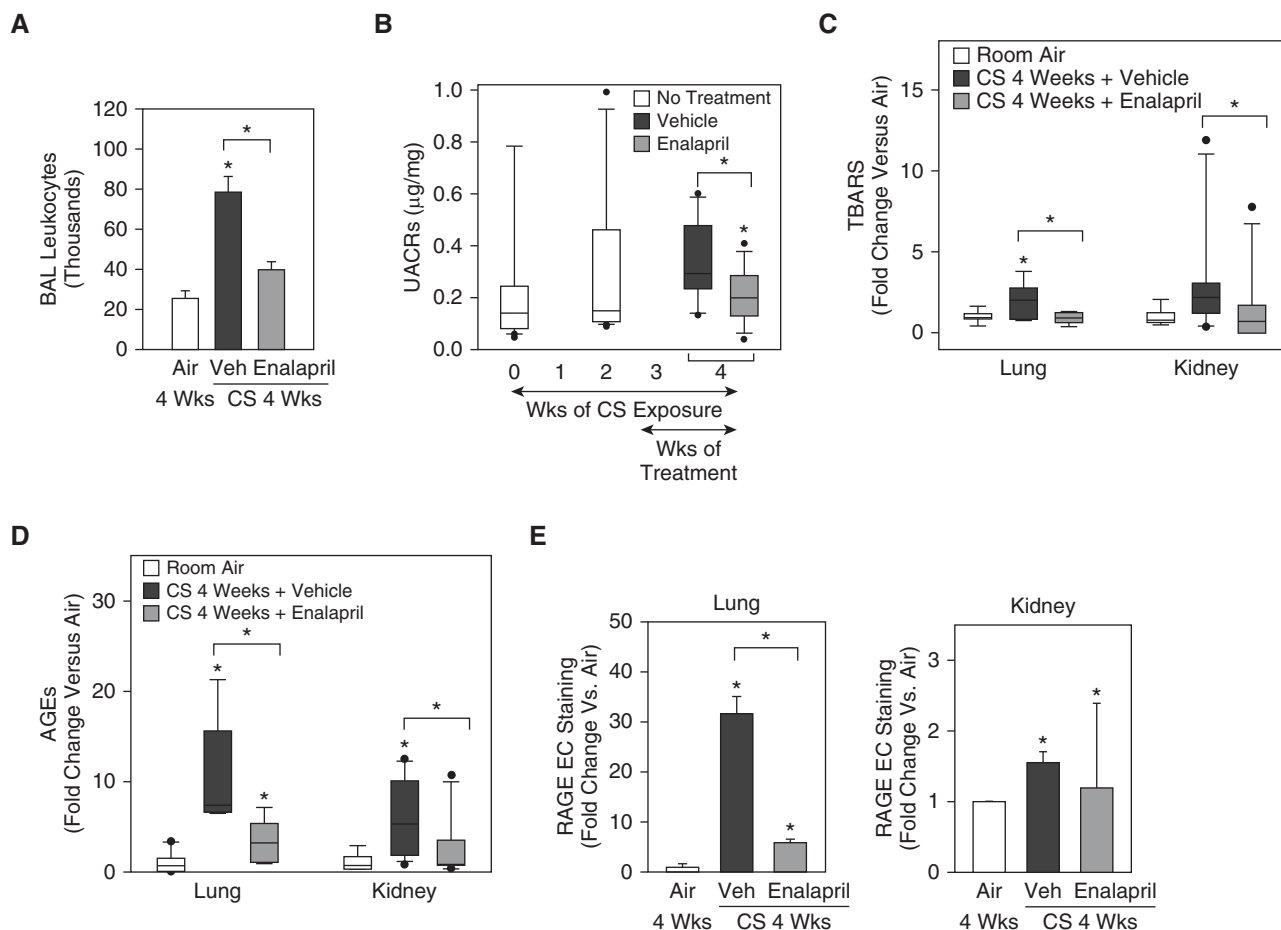 A
BAL Leukocytes
(Thousands)
120
100
80
60
40
20
0
*
*
Air
Veh
Enalapril
4 Wks
CS 4 Wks
B
UACRs (µg/mg)
1.0
0.8
0.6
0.4
0.2
0.0
No Treatment
Vehicle
Enalapril
*
*
0 1 2 3 4
Wks of CS Exposure
Wks of
Treatment
C
TBARS
(Fold Change Versus Air)
15
10
5
0
Room Air
CS 4 Weeks + Vehicle
CS 4 Weeks + Enalapril
*
*
*
Lung
Kidney
D
AGEs
(Fold Change Versus Air)
30
20
10
0
Room Air
CS 4 Weeks + Vehicle
CS 4 Weeks + Enalapril
*
*
*
*
*
Lung
Kidney
E
Lung
RAGE EC Staining
(Fold Change Vs. Air)
50
40
30
20
10
0
*
*
*
Air
Veh
Enalapril
4 Wks
CS 4 Wks
Kidney
RAGE EC Staining
(Fold Change Vs. Air)
3
2
1
0
*
*
Air
Veh
Enalapril
4 Wks
CS 4 Wks